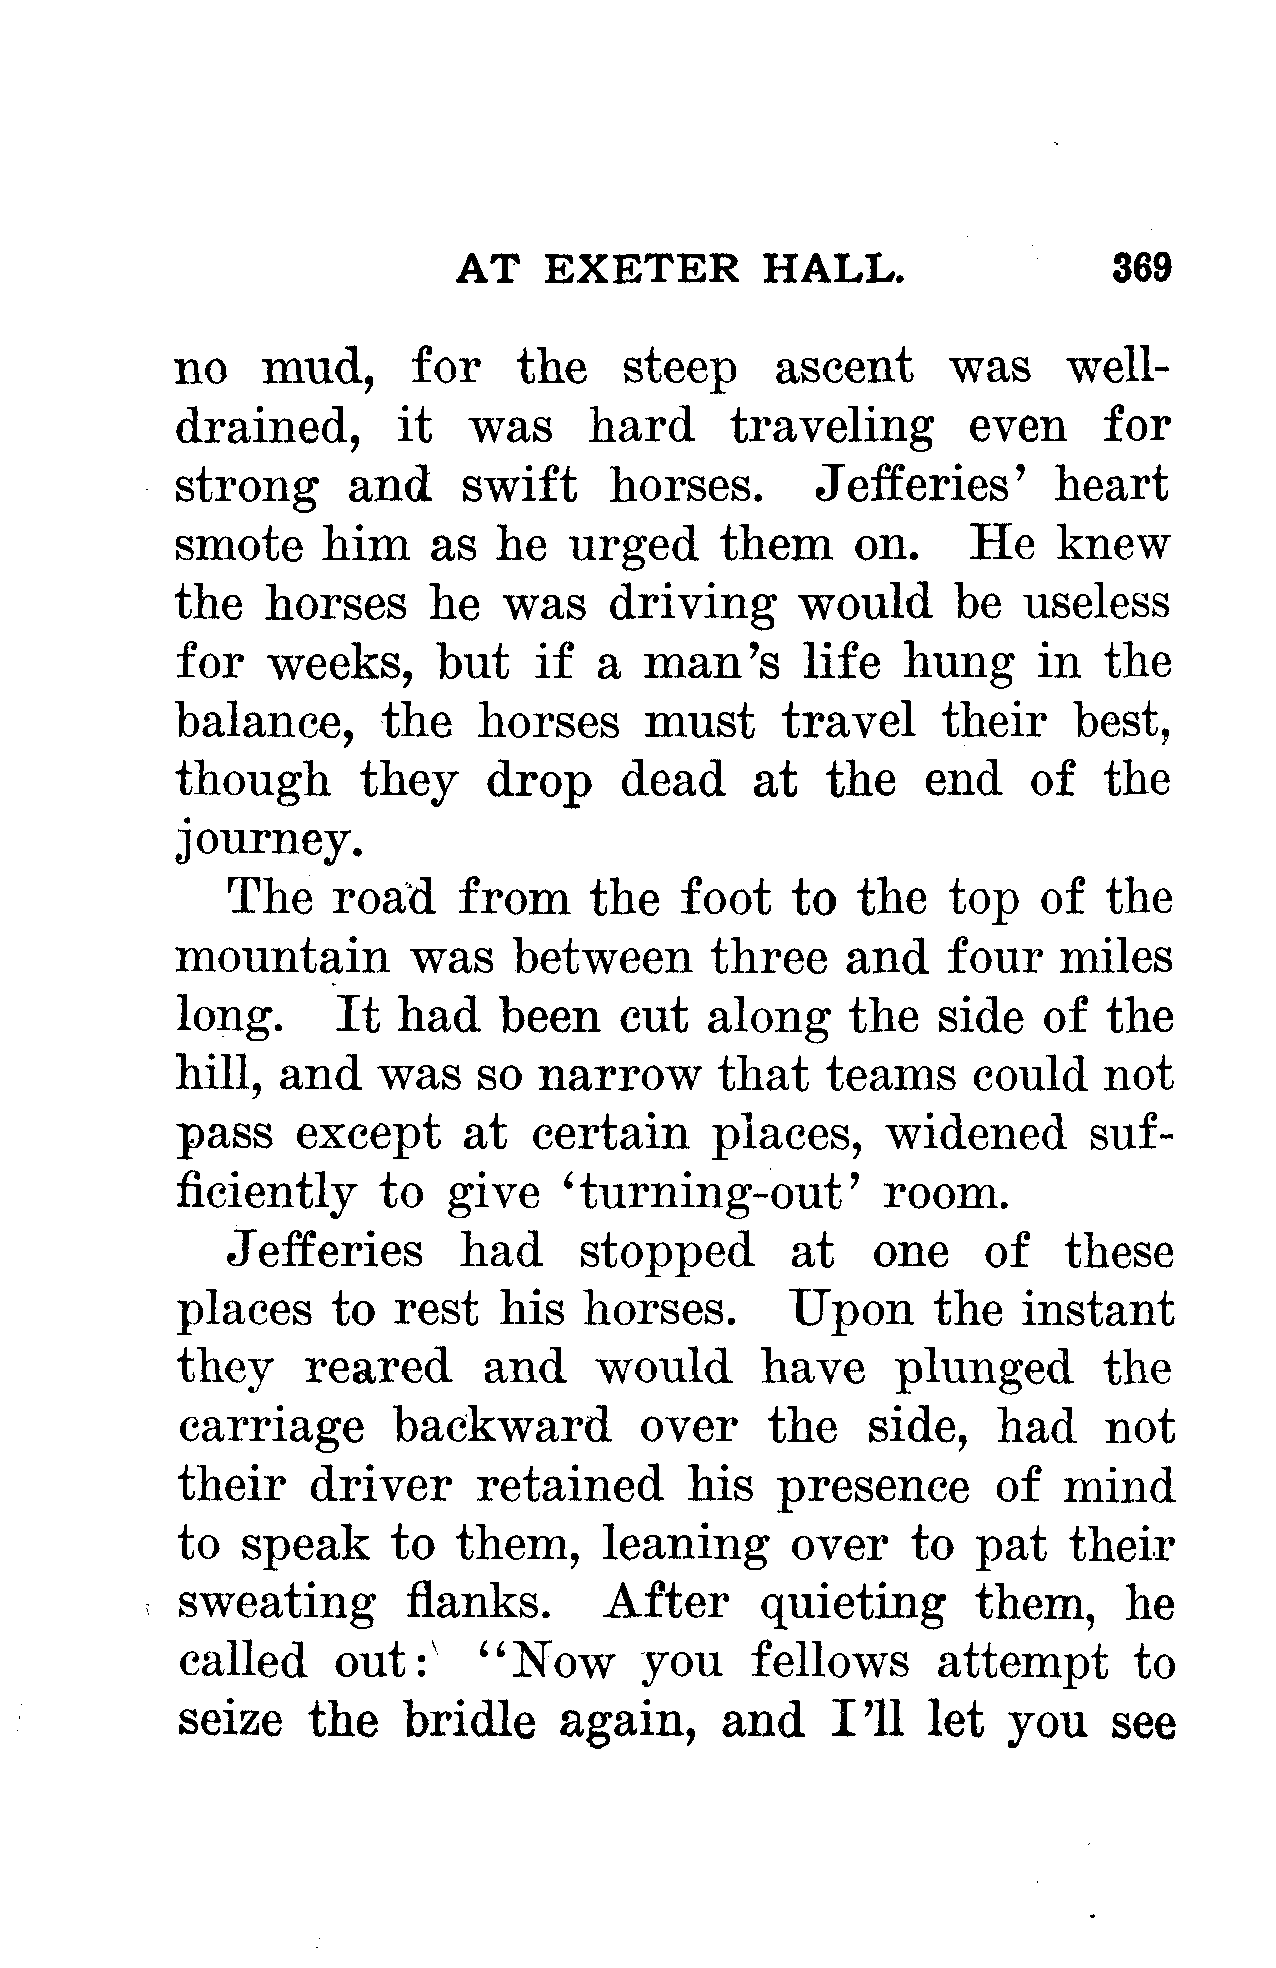 AT EXETER HALL. 369
no mud, for the steep ascent was well-
drained, it was hard traveling even for
strong and swift horses. Jefferies' heart
smote him as he urged them on. He knew
the horses he was driving would be useless
for weeks, but if a man's life hung in the
balance, the horses must travel their best,
though they drop dead at the end of the
journey.
The road from the foot to the top of the
mountain was between three and four miles
long. It had been cut along the side of the
hill, and was so narrow that teams could not
pass except at certain places, widened suf-
ficiently to give 'turning-out' room.
Jefferies had stopped at one of these
places to rest his horses. Upon the instant
they reared and would have plunged the
carriage backward over the side, had not
their driver retained his presence of mind
to speak to them, leaning over to pat their
sweating flanks. After quieting them, he
called out: "Now you fellows attempt to
seize the bridle again, and I'll let you see